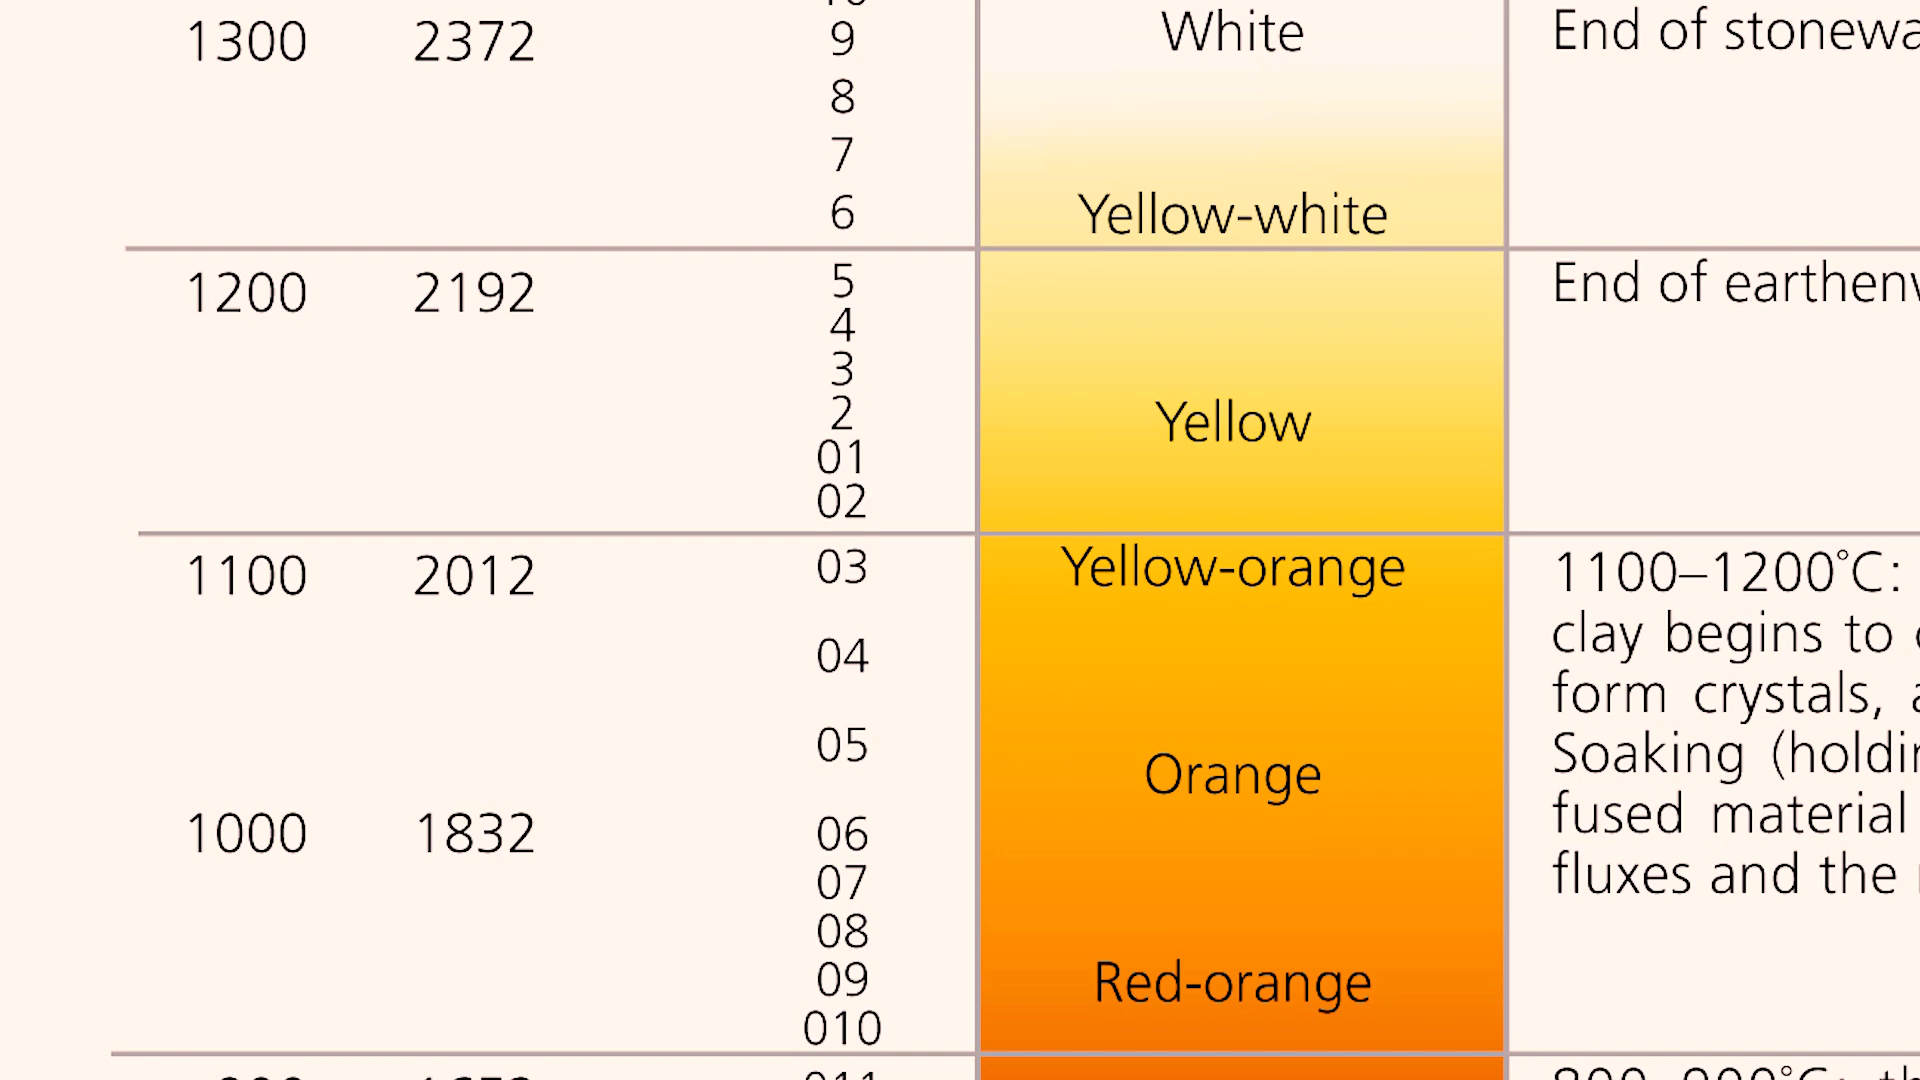 1300 2372 9 White End of stonewa
8
7
6 Yellow-white
1200 2192 5 End of earthenw
4
3
2 Yellow
01
02
1100 2012 03 Yellow-orange 1100–1200°C:
clay begins to
04
form crystals,
05 Soaking (holdin
Orange
1000 1832 06 fused material
07 fluxes and the
08
09 Red-orange
010